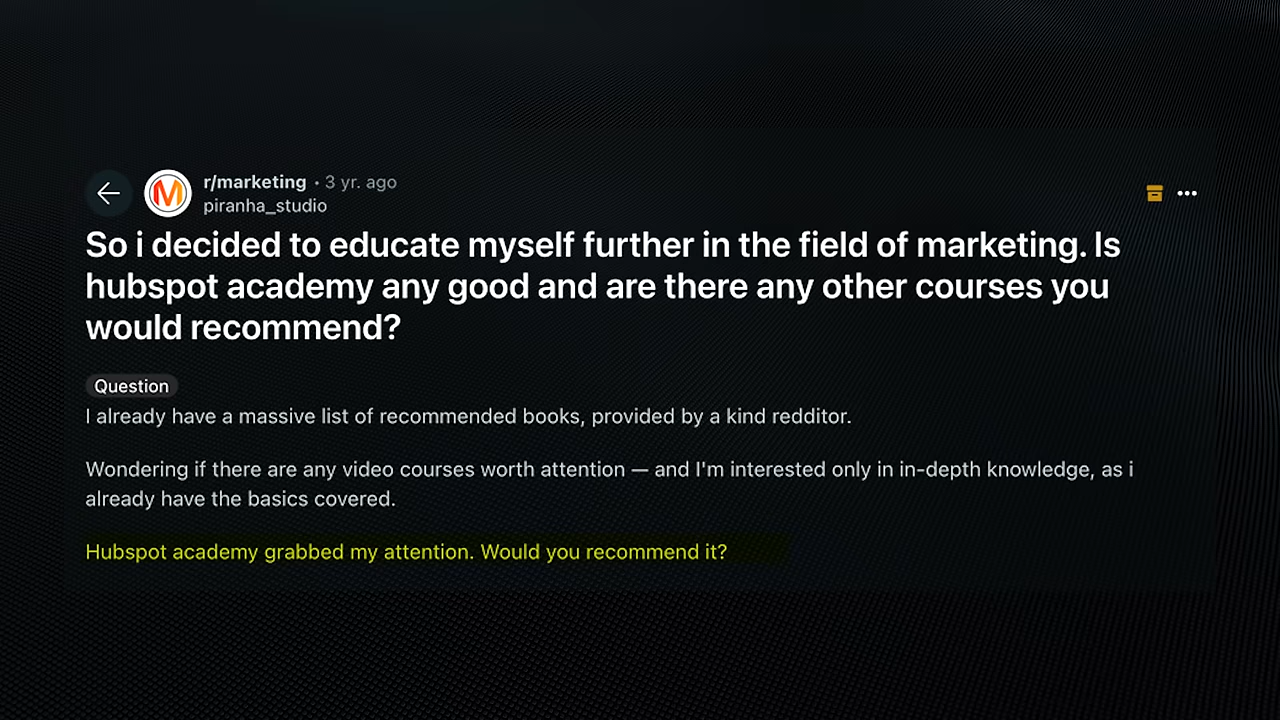 r/marketing • 3 yr. ago
piranha_studio
So i decided to educate myself further in the field of marketing. Is
hubspot academy any good and are there any other courses you
would recommend?
Question
I already have a massive list of recommended books, provided by a kind redditor.
Wondering if there are any video courses worth attention — and I'm interested only in in-depth knowledge, as i
already have the basics covered.
Hubspot academy grabbed my attention. Would you recommend it?